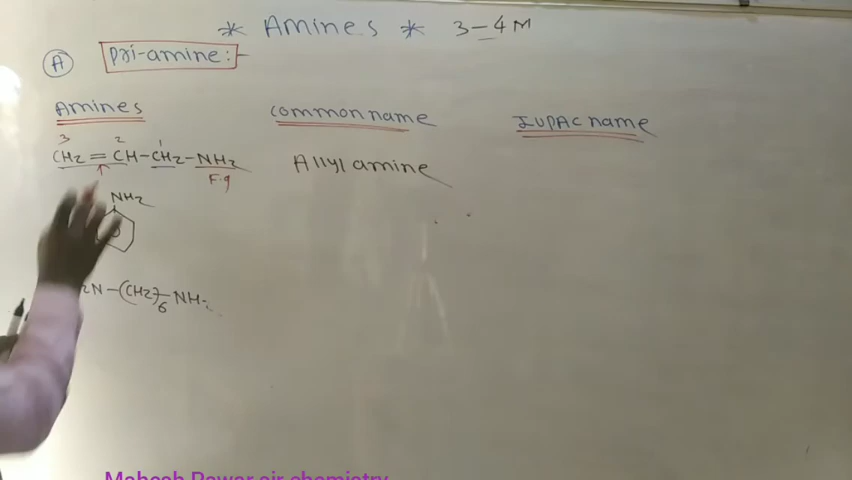 * Amines * 3-4M
A Pri-amine:-
Amines Common name IUPAC name
3 2 1
CH2=CH-CH2-NH2 Allyl amine
F.g
NH2
2N-(CH2)6-NH2